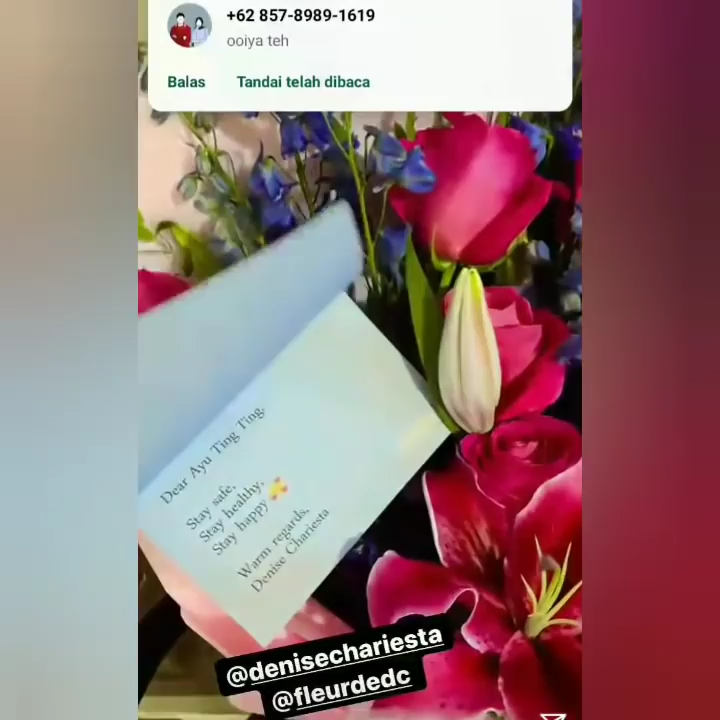 +62 857-8989-1619
ooiya teh
Balas Tandai telah dibaca
Dear Ayu Ting Ting,
Stay safe,
Stay healthy,
Stay happy
Warm regards,
Denise Chariesta
@denisechariesta
@fleurdedc